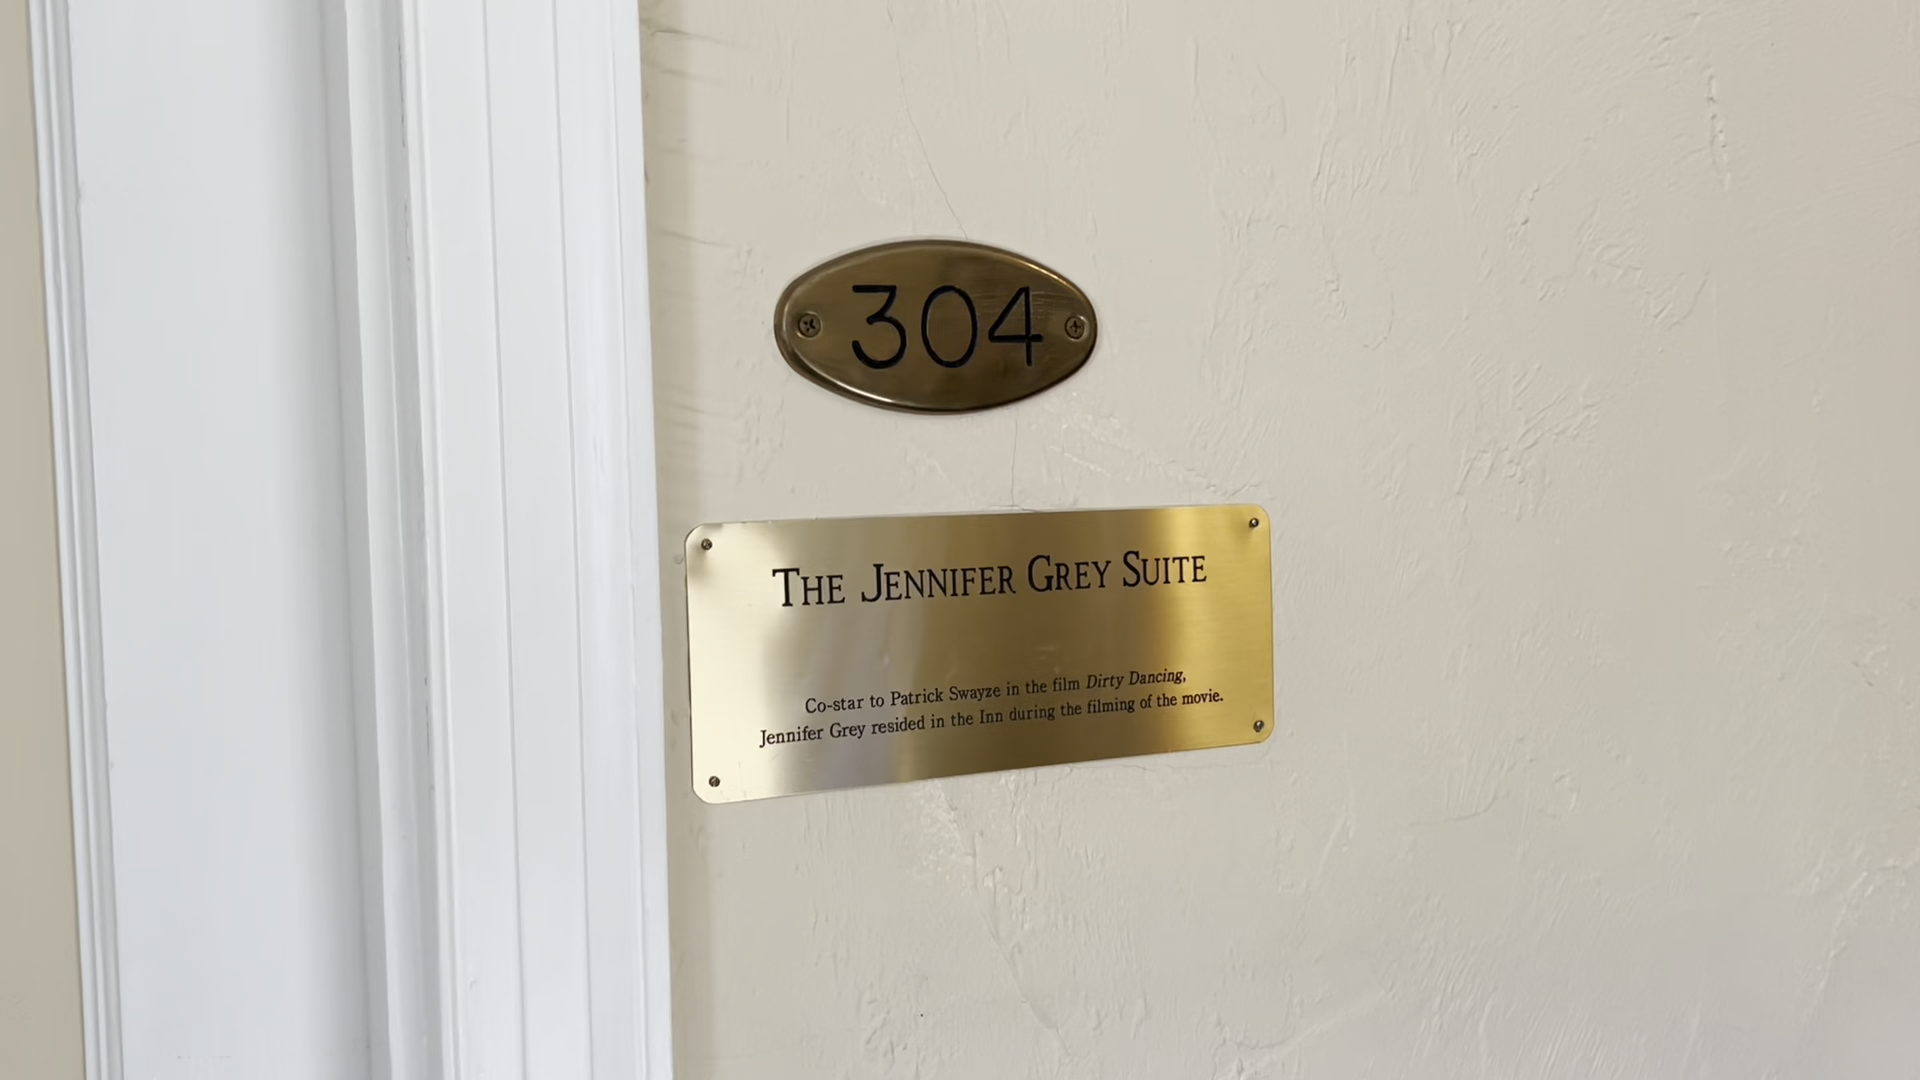 304
THE JENNIFER GREY SUITE
Co-star to Patrick Swayze in the film Dirty Dancing,
Jennifer Grey resided in the Inn during the filming of the movie.